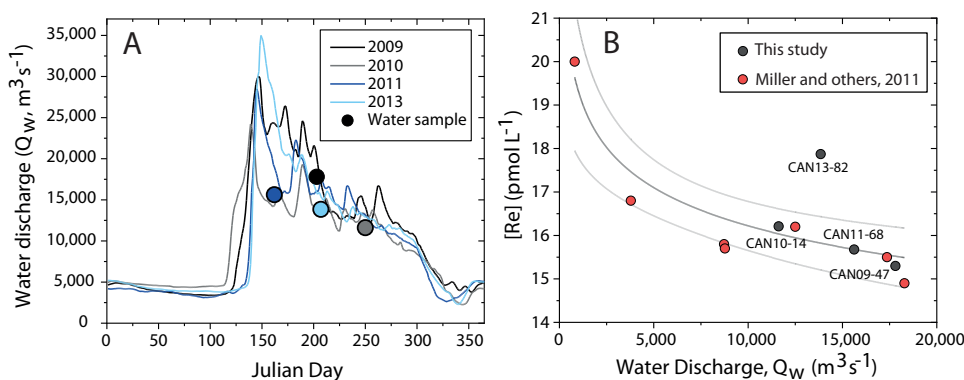 A
2009
2010
2011
2013
Water sample
35,000
30,000
25,000
20,000
15,000
10,000
5,000
0
Water discharge (Qw, m³s⁻¹)
0 50 100 150 200 250 300 350
Julian Day
B
This study
Miller and others, 2011
21
20
19
18
17
16
15
14
[Re] (pmol L⁻¹)
CAN13-82
CAN11-68
CAN10-14
CAN09-47
0 5,000 10,000 15,000 20,000
Water Discharge, Qw (m³s⁻¹)